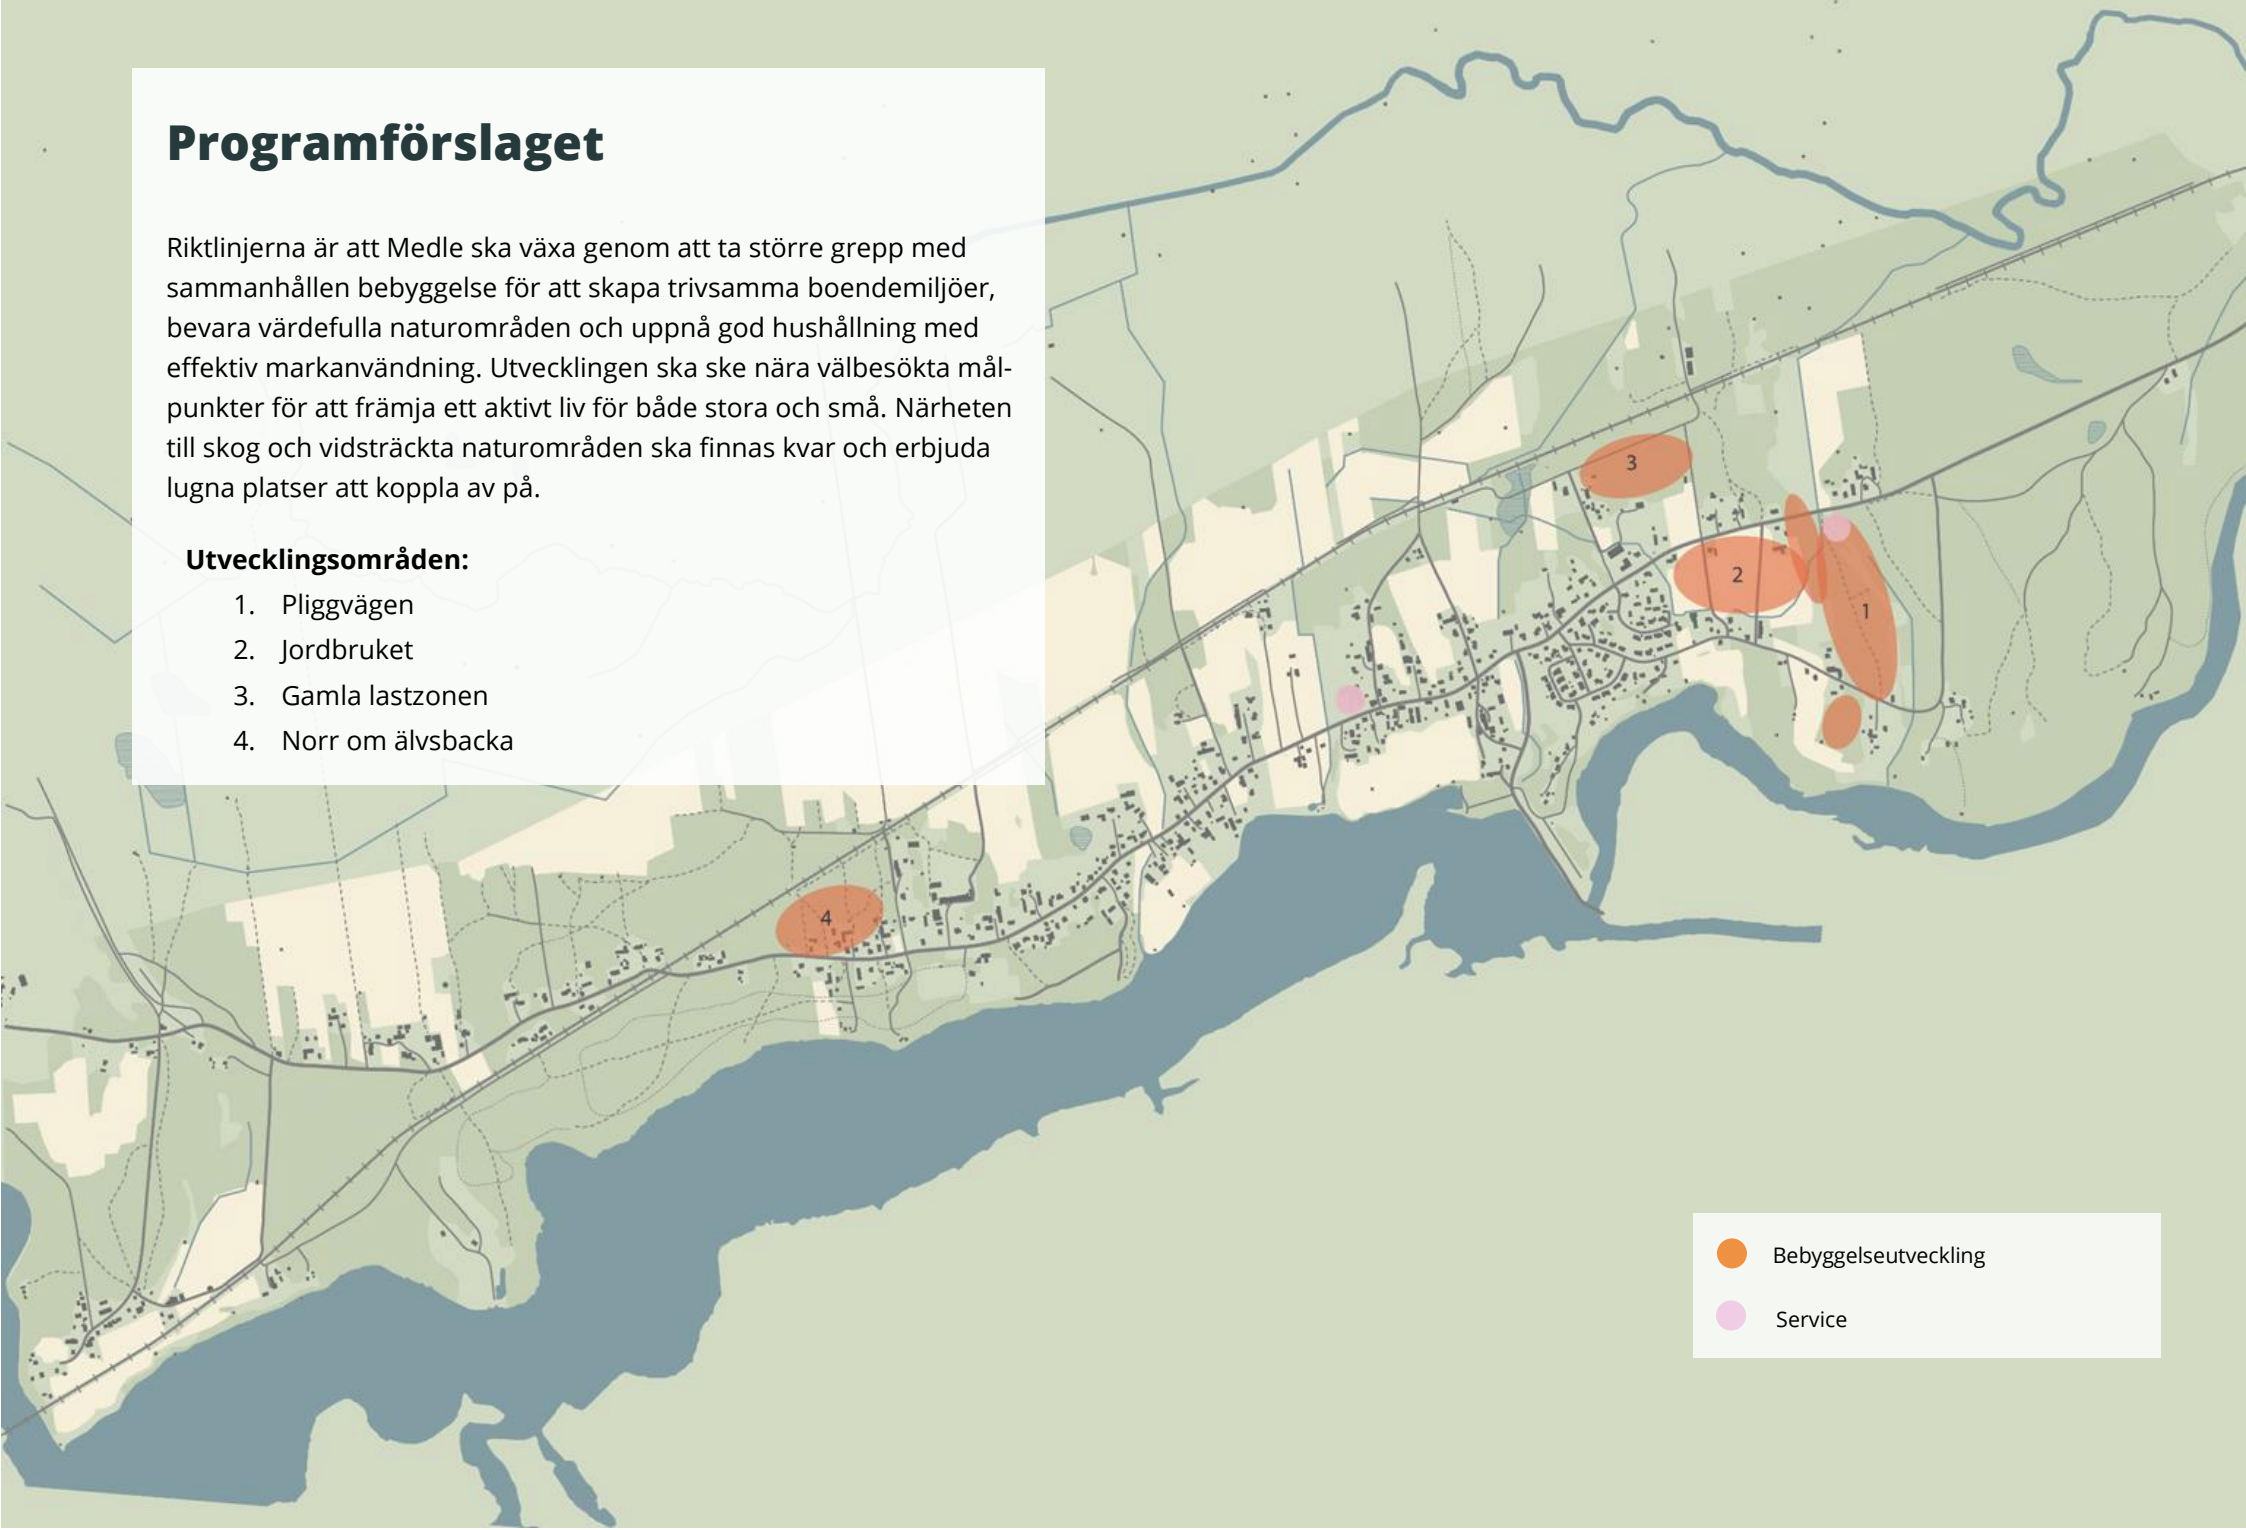 Programförslaget
Riktlinjerna är att Medle ska växa genom att ta större grepp med
sammanhållen bebyggelse för att skapa trivsamma boendemiljöer,
bevara värdefulla naturområden och uppnå god hushållning med
effektiv markanvändning. Utvecklingen ska ske nära välbesökta mål-
punkter för att främja ett aktivt liv för både stora och små. Närheten
till skog och vidsträckta naturområden ska finnas kvar och erbjuda
lugna platser att koppla av på.
Utvecklingsområden:
1. Pliggvägen
2. Jordbruket
3. Gamla lastzonen
4. Norr om älvsbacka
3
2
1
4
Bebyggelseutveckling
Service